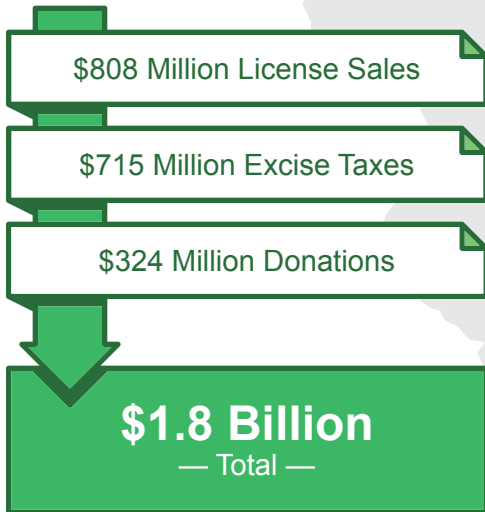 $808 Million License Sales
$715 Million Excise Taxes
$324 Million Donations
$1.8 Billion
— Total —